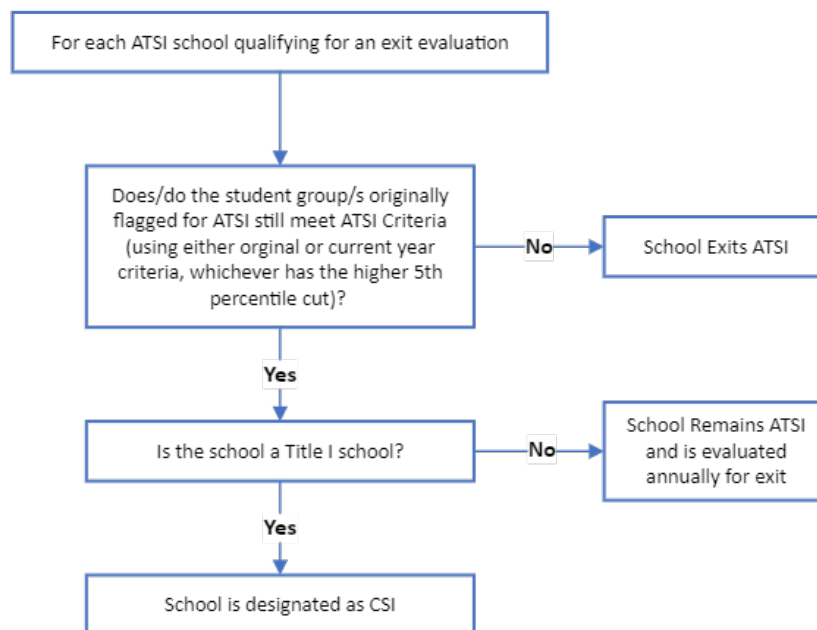 For each ATSI school qualifying for an exit evaluation
Does/do the student group/s originally
flagged for ATSI still meet ATSI Criteria
(using either orginal or current year
criteria, whichever has the higher 5th
percentile cut)?
No
School Exits ATSI
Yes
Is the school a Title I school?
No
School Remains ATSI
and is evaluated
annually for exit
Yes
School is designated as CSI